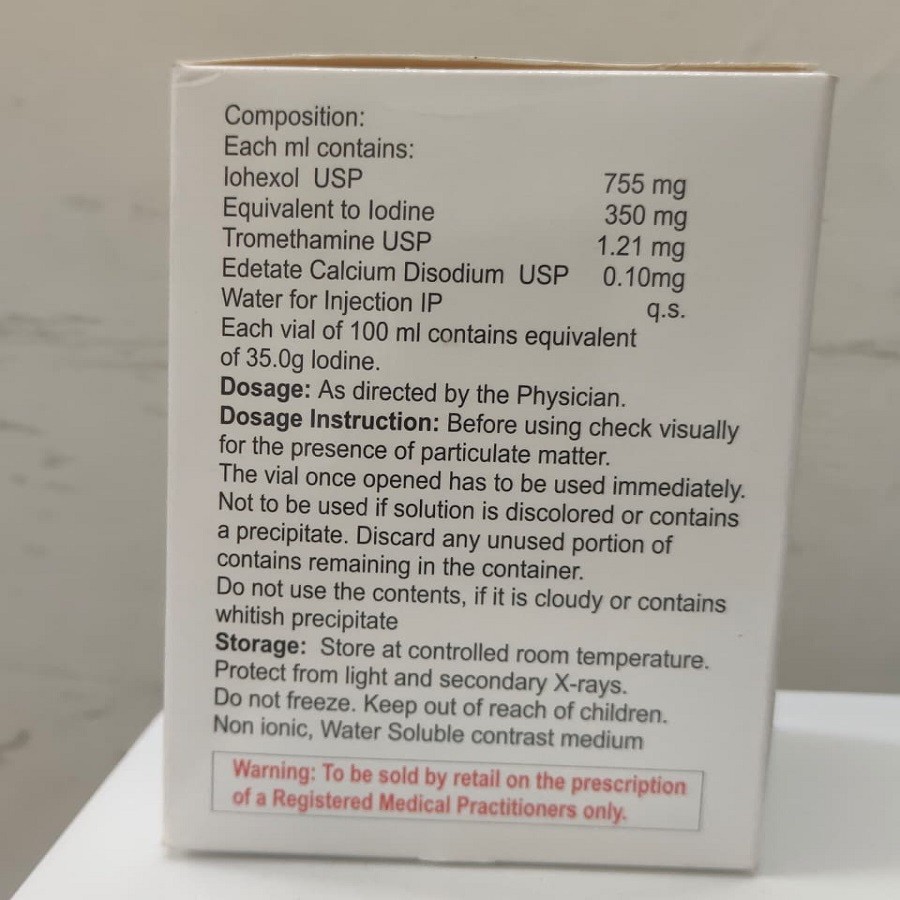 Composition:
Each ml contains:
Iohexol USP 755 mg
Equivalent to Iodine 350 mg
Tromethamine USP 1.21 mg
Edetate Calcium Disodium USP 0.10mg
Water for Injection IP q.s.
Each vial of 100 ml contains equivalent
of 35.0g Iodine.
Dosage: As directed by the Physician.
Dosage Instruction: Before using check visually
for the presence of particulate matter.
The vial once opened has to be used immediately.
Not to be used if solution is discolored or contains
a precipitate. Discard any unused portion of
contains remaining in the container.
Do not use the contents, if it is cloudy or contains
whitish precipitate
Storage: Store at controlled room temperature.
Protect from light and secondary X-rays.
Do not freeze. Keep out of reach of children.
Non ionic, Water Soluble contrast medium
Warning: To be sold by retail on the prescription
of a Registered Medical Practitioners only.